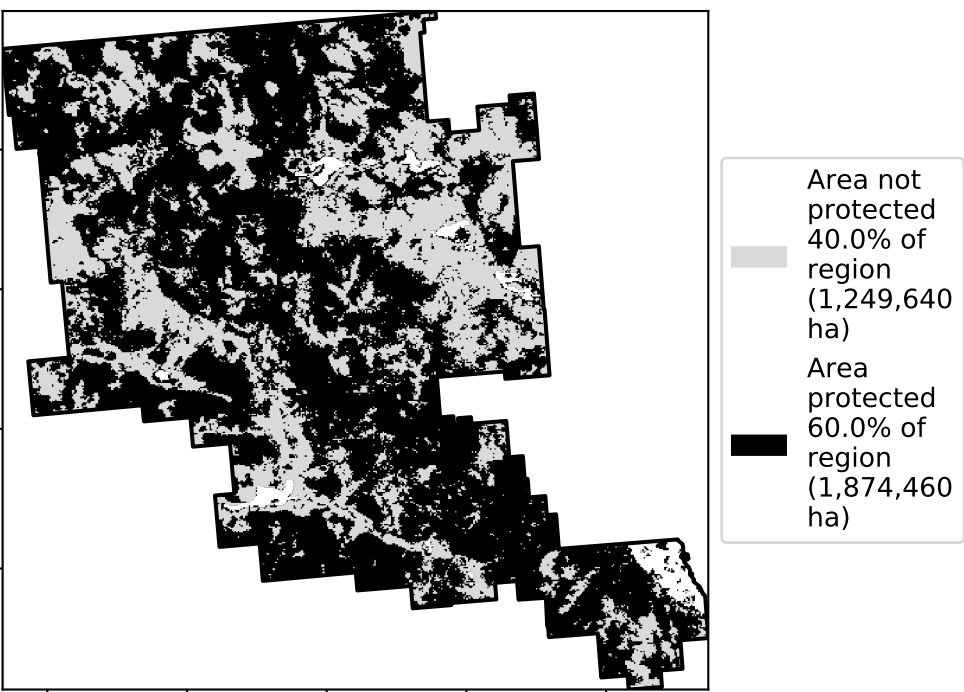 Area not
protected
40.0% of
region
(1,249,640
ha)
Area
protected
60.0% of
region
(1,874,460
ha)